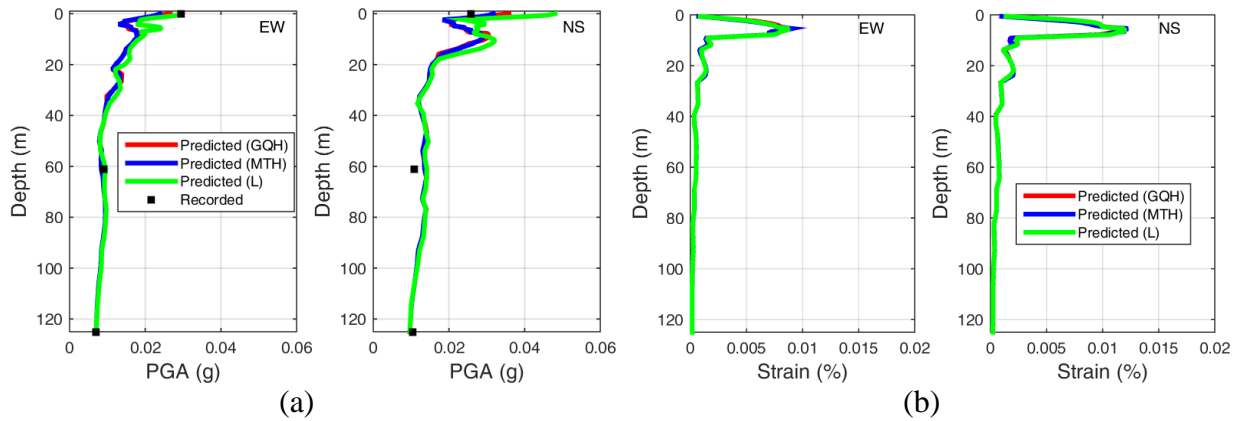 0
20
40
60
80
100
120
Depth (m)
EW
Predicted (GQH)
Predicted (MTH)
Predicted (L)
Recorded
0
0.02
0.04
0.06
PGA (g)
0
20
40
60
80
100
120
Depth (m)
NS
0
0.02
0.04
0.06
PGA (g)
(a)
0
20
40
60
80
100
120
Depth (m)
EW
0
0.005
0.01
0.015
0.02
Strain (%)
0
20
40
60
80
100
120
Depth (m)
NS
Predicted (GQH)
Predicted (MTH)
Predicted (L)
0
0.005
0.01
0.015
0.02
Strain (%)
(b)